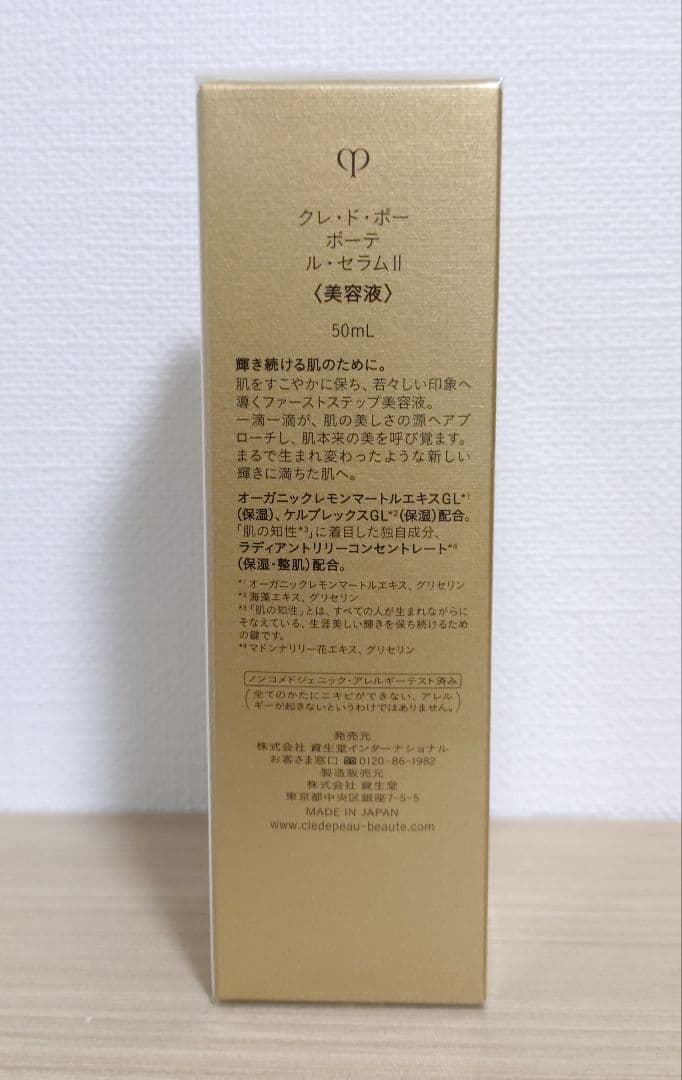 クレ・ド・ポー
ボーテ
ル・セラムⅡ
〈美容液〉
50mL
輝き続ける肌のために。
肌をすこやかに保ち、若々しい印象へ
導くファーストステップ美容液。
一滴一滴が、肌の美しさの源へアプ
ローチし、肌本来の美を呼び覚ます。
まるで生まれ変わったような新しい
輝きに満ちた肌へ。
オーガニックレモンマートルエキスGL*1
(保湿)、ケルプレックスGL*2(保湿)配合。
「肌の知性*3」に着目した独自成分、
ラディアントリリーコンセントレート*4
(保湿・整肌)配合。
*1 オーガニックレモンマートルエキス、グリセリン
*2 海藻エキス、グリセリン
*3「肌の知性」とは、すべての人が生まれながらに
そなえている、生涯美しい輝きを保ち続けるため
の鍵です。
*4 マドンナリリー花エキス、グリセリン
ノンコメドジェニック・アレルギーテスト済み
(全てのかたにニキビができない、アレル
ギーが起きないというわけではありません。)
発売元
株式会社 資生堂インターナショナル
お客さま窓口 0120-86-1982
製造販売元
株式会社 資生堂
東京都中央区銀座7-5-5
MADE IN JAPAN
www.cledepeau-beaute.com